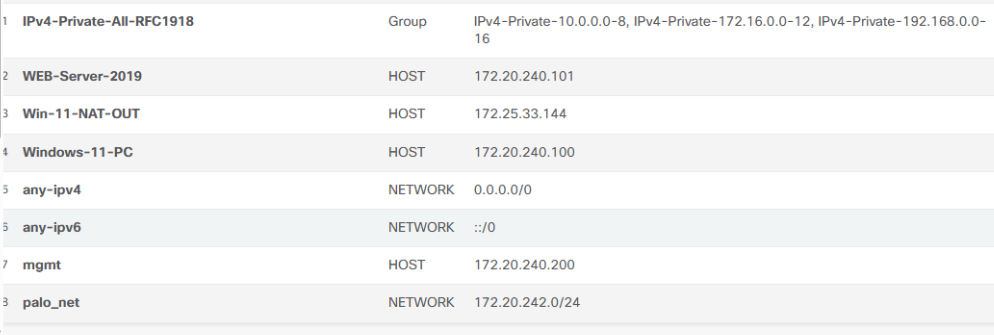 1 IPv4-Private-All-RFC1918 Group IPv4-Private-10.0.0.0-8, IPv4-Private-172.16.0.0-12, IPv4-Private-192.168.0.0-
16
2 WEB-Server-2019 HOST 172.20.240.101
3 Win-11-NAT-OUT HOST 172.25.33.144
4 Windows-11-PC HOST 172.20.240.100
5 any-ipv4 NETWORK 0.0.0.0/0
6 any-ipv6 NETWORK ::/0
7 mgmt HOST 172.20.240.200
8 palo_net NETWORK 172.20.242.0/24